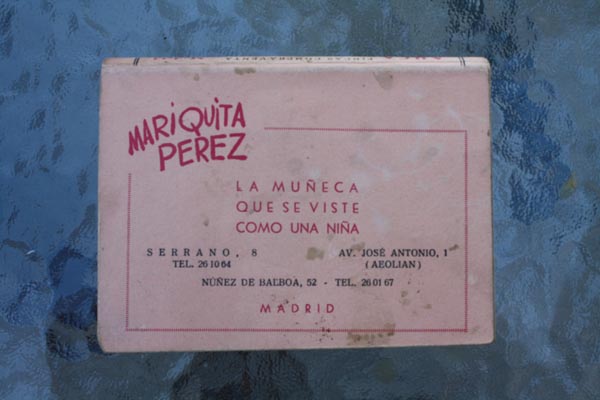 MARIQUITA
PEREZ
LA MUÑECA
QUE SE VISTE
COMO UNA NIÑA
SERRANO, 8
TEL. 26 10 64
AV. JOSÉ ANTONIO, 1
(AEOLIAN)
NÚÑEZ DE BALBOA, 52 - TEL. 26 01 67
MADRID